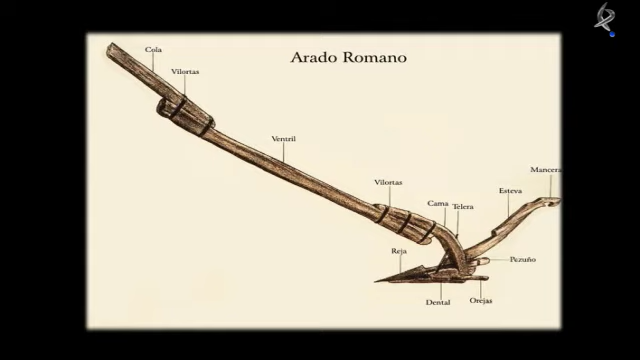 Arado Romano
Cola
Vilortas
Ventril
Vilortas
Cama
Telera
Esteva
Mancera
Reja
Pezuño
Dental
Orejas